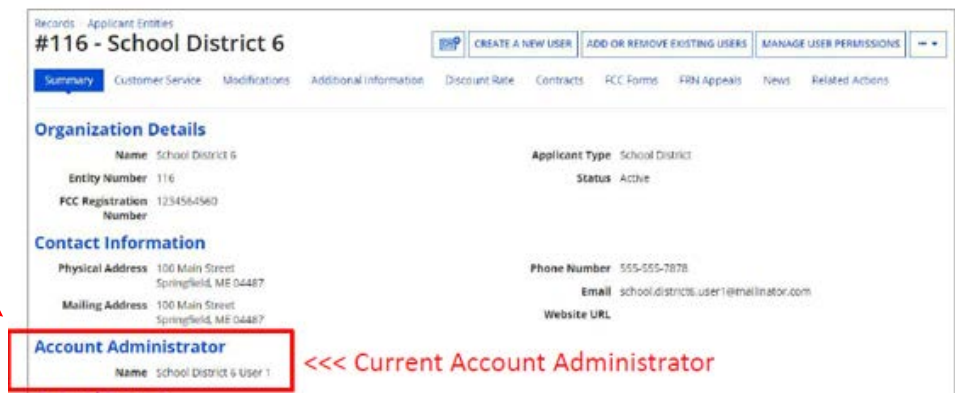 Records Applicant Entities
#116 - School District 6
CREATE A NEW USER ADD OR REMOVE EXISTING USERS MANAGE USER PERMISSIONS
Summary Customer Service Modifications Additional Information Discount Rate Contracts FCC Forms FRN Appeals News Related Actions
Organization Details
Name School District 6 Applicant Type School District
Entity Number 116 Status Active
FCC Registration Number 1234564560
Contact Information
Physical Address 100 Main Street Phone Number 555-555-7878
Springfield, ME 04487 Email school.district6.user1@mailinator.com
Mailing Address 100 Main Street Website URL
Springfield, ME 04487
Account Administrator
Name School District 6 User 1
<<< Current Account Administrator